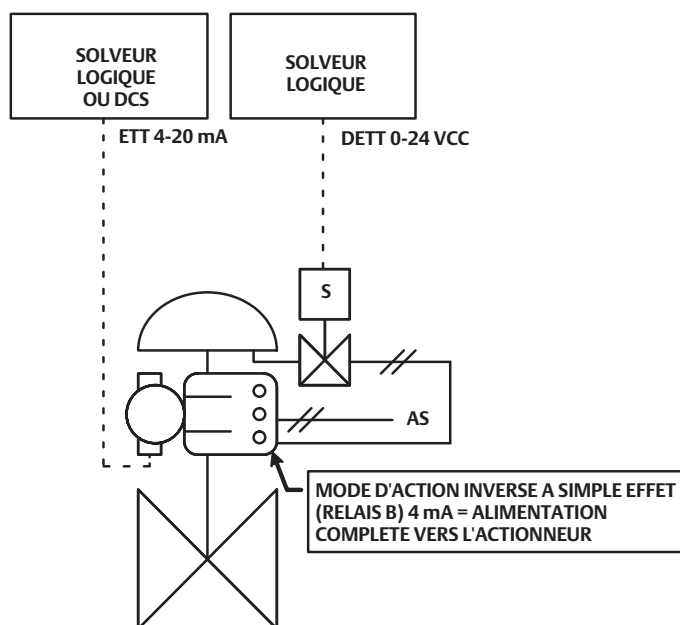 SOLVEUR
LOGIQUE
OU DCS
SOLVEUR
LOGIQUE
ETT 4-20 mA
DETT 0-24 VCC
S
AS
MODE D'ACTION INVERSE A SIMPLE EFFET
(RELAIS B) 4 mA = ALIMENTATION
COMPLETE VERS L'ACTIONNEUR